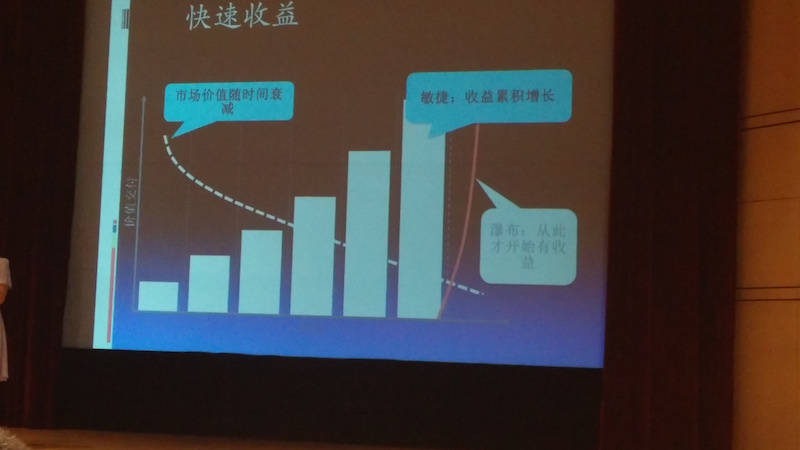 快速收益
市场价值随时间衰
减
敏捷：收益累积增长
价值交付
瀑布：从此
才开始有收
益